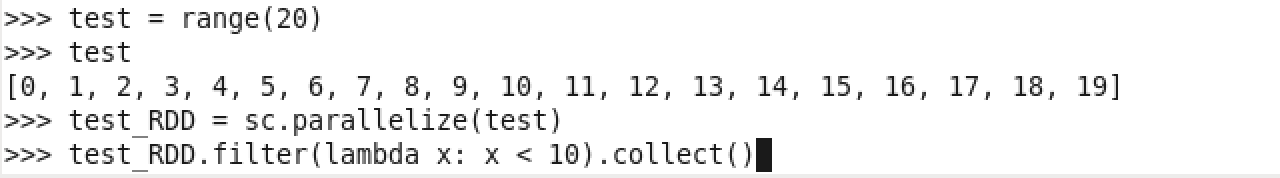 >>> test = range(20)
>>> test
[0, 1, 2, 3, 4, 5, 6, 7, 8, 9, 10, 11, 12, 13, 14, 15, 16, 17, 18, 19]
>>> test_RDD = sc.parallelize(test)
>>> test_RDD.filter(lambda x: x < 10).collect()